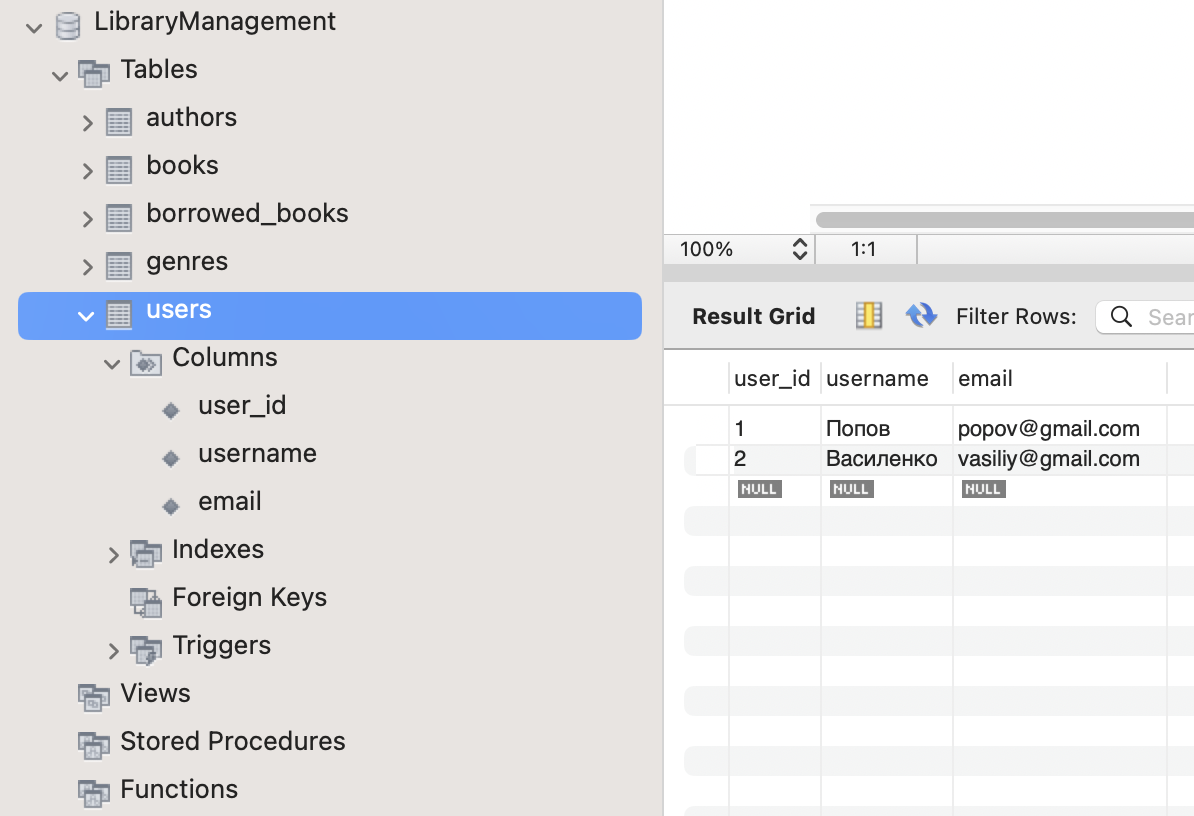 LibraryManagement
Tables
authors
books
borrowed_books
genres
users
Columns
user_id
username
email
Indexes
Foreign Keys
Triggers
Views
Stored Procedures
Functions
100% 1:1
Result Grid Filter Rows:
user_id username email
1 Попов popov@gmail.com
2 Василенко vasiliy@gmail.com
NULL NULL NULL